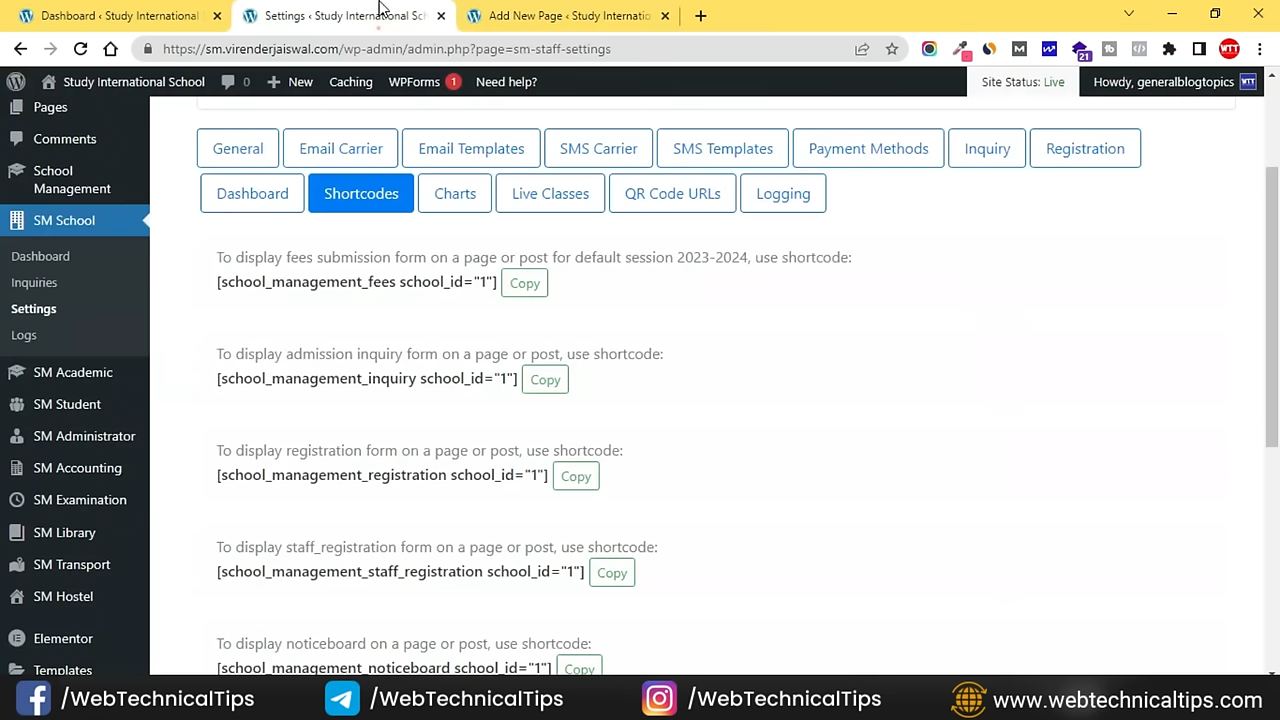 Dashboard ‹ Study International
Settings ‹ Study International Sch
Add New Page ‹ Study Internatio
https://sm.virenderjaiswal.com/wp-admin/admin.php?page=sm-staff-settings
21
WTT
Study International School
0
New
Caching
WPForms 1
Need help?
Site Status: Live
Howdy, generalblogtopics
WTT
Pages
Comments
School
Management
SM School
Dashboard
Inquiries
Settings
Logs
SM Academic
SM Student
SM Administrator
SM Accounting
SM Examination
SM Library
SM Transport
SM Hostel
Elementor
Templates
General
Email Carrier
Email Templates
SMS Carrier
SMS Templates
Payment Methods
Inquiry
Registration
Dashboard
Shortcodes
Charts
Live Classes
QR Code URLs
Logging
To display fees submission form on a page or post for default session 2023-2024, use shortcode:
[school_management_fees school_id="1"] Copy
To display admission inquiry form on a page or post, use shortcode:
[school_management_inquiry school_id="1"] Copy
To display registration form on a page or post, use shortcode:
[school_management_registration school_id="1"] Copy
To display staff_registration form on a page or post, use shortcode:
[school_management_staff_registration school_id="1"] Copy
To display noticeboard on a page or post, use shortcode:
[school_management_noticeboard school_id="1"] Copy
/WebTechnicalTips
/WebTechnicalTips
/WebTechnicalTips
www.webtechnicaltips.com